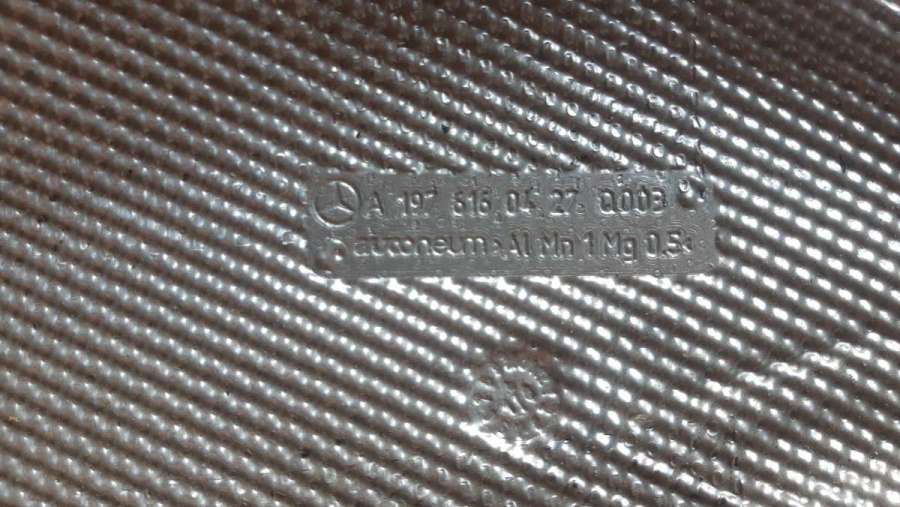 A 197 616 04 27 Q003
autoneum >Al Mn 1 Mg 0.5<